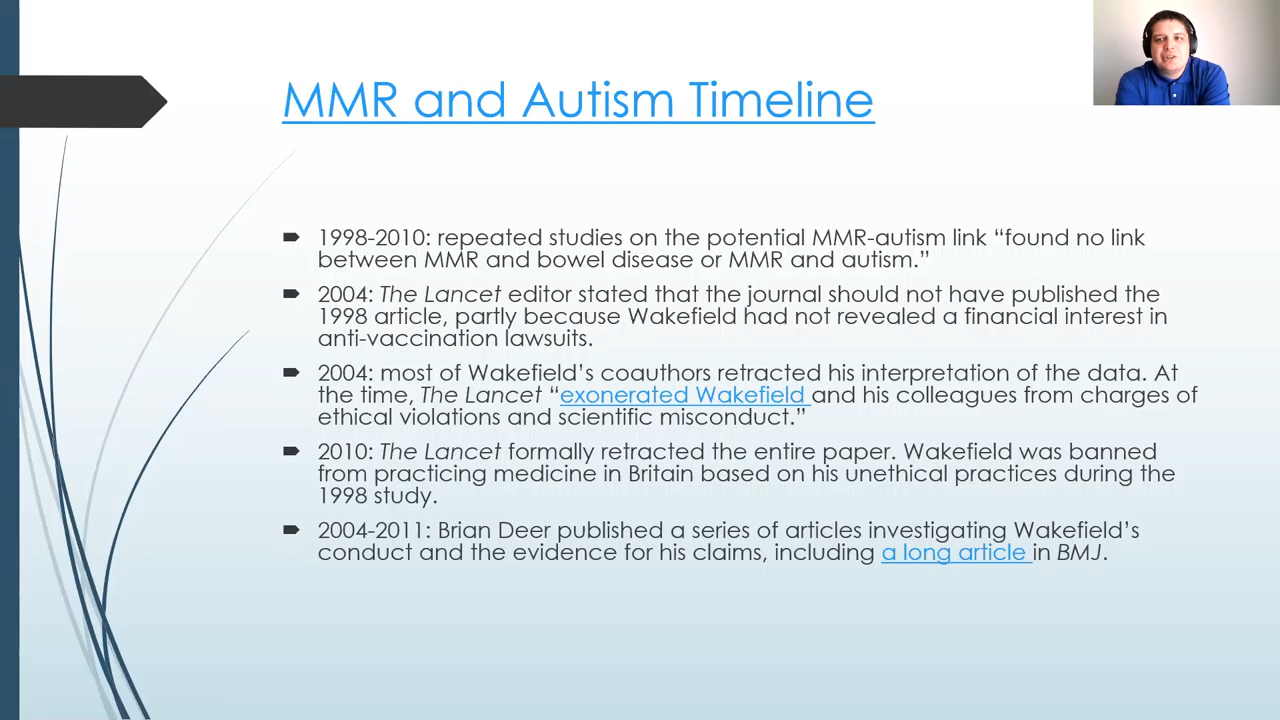 MMR and Autism Timeline
1998-2010: repeated studies on the potential MMR-autism link “found no link
between MMR and bowel disease or MMR and autism.”
2004: The Lancet editor stated that the journal should not have published the
1998 article, partly because Wakefield had not revealed a financial interest in
anti-vaccination lawsuits.
2004: most of Wakefield’s coauthors retracted his interpretation of the data. At
the time, The Lancet “exonerated Wakefield and his colleagues from charges of
ethical violations and scientific misconduct.”
2010: The Lancet formally retracted the entire paper. Wakefield was banned
from practicing medicine in Britain based on his unethical practices during the
1998 study.
2004-2011: Brian Deer published a series of articles investigating Wakefield’s
conduct and the evidence for his claims, including a long article in BMJ.